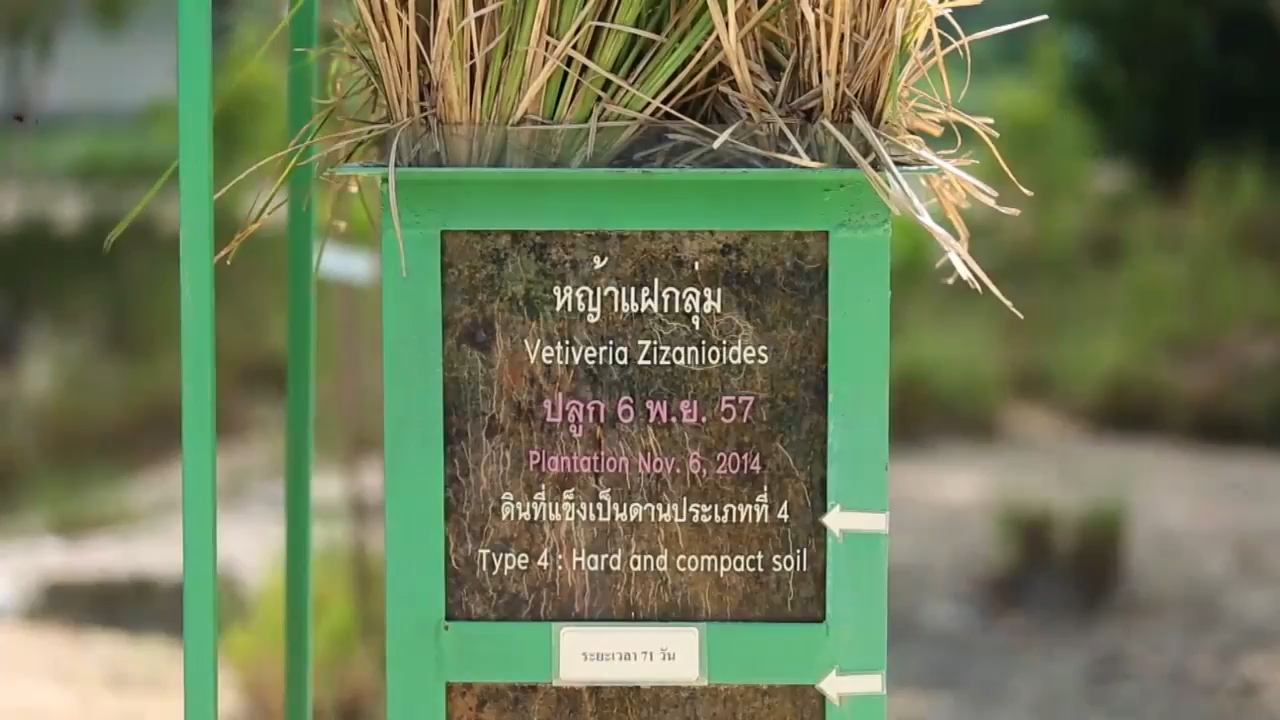 หญ้าแฝกลุ่ม
Vetiveria Zizanioides
ปลูก 6 พ.ย. 57
Plantation Nov. 6, 2014
ดินที่แข็งเป็นดานประเภทที่ 4
Type 4 : Hard and compact soil
ระยะเวลา 71 วัน